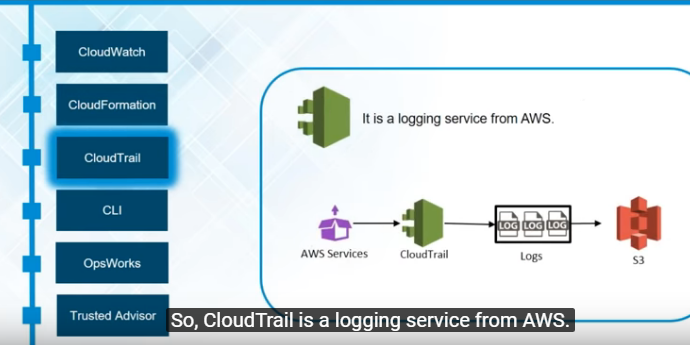 CloudWatch
CloudFormation
CloudTrail
CLI
OpsWorks
Trusted Advisor
It is a logging service from AWS.
AWS Services
CloudTrail
LOG LOG LOG
Logs
S3
So, CloudTrail is a logging service from AWS.